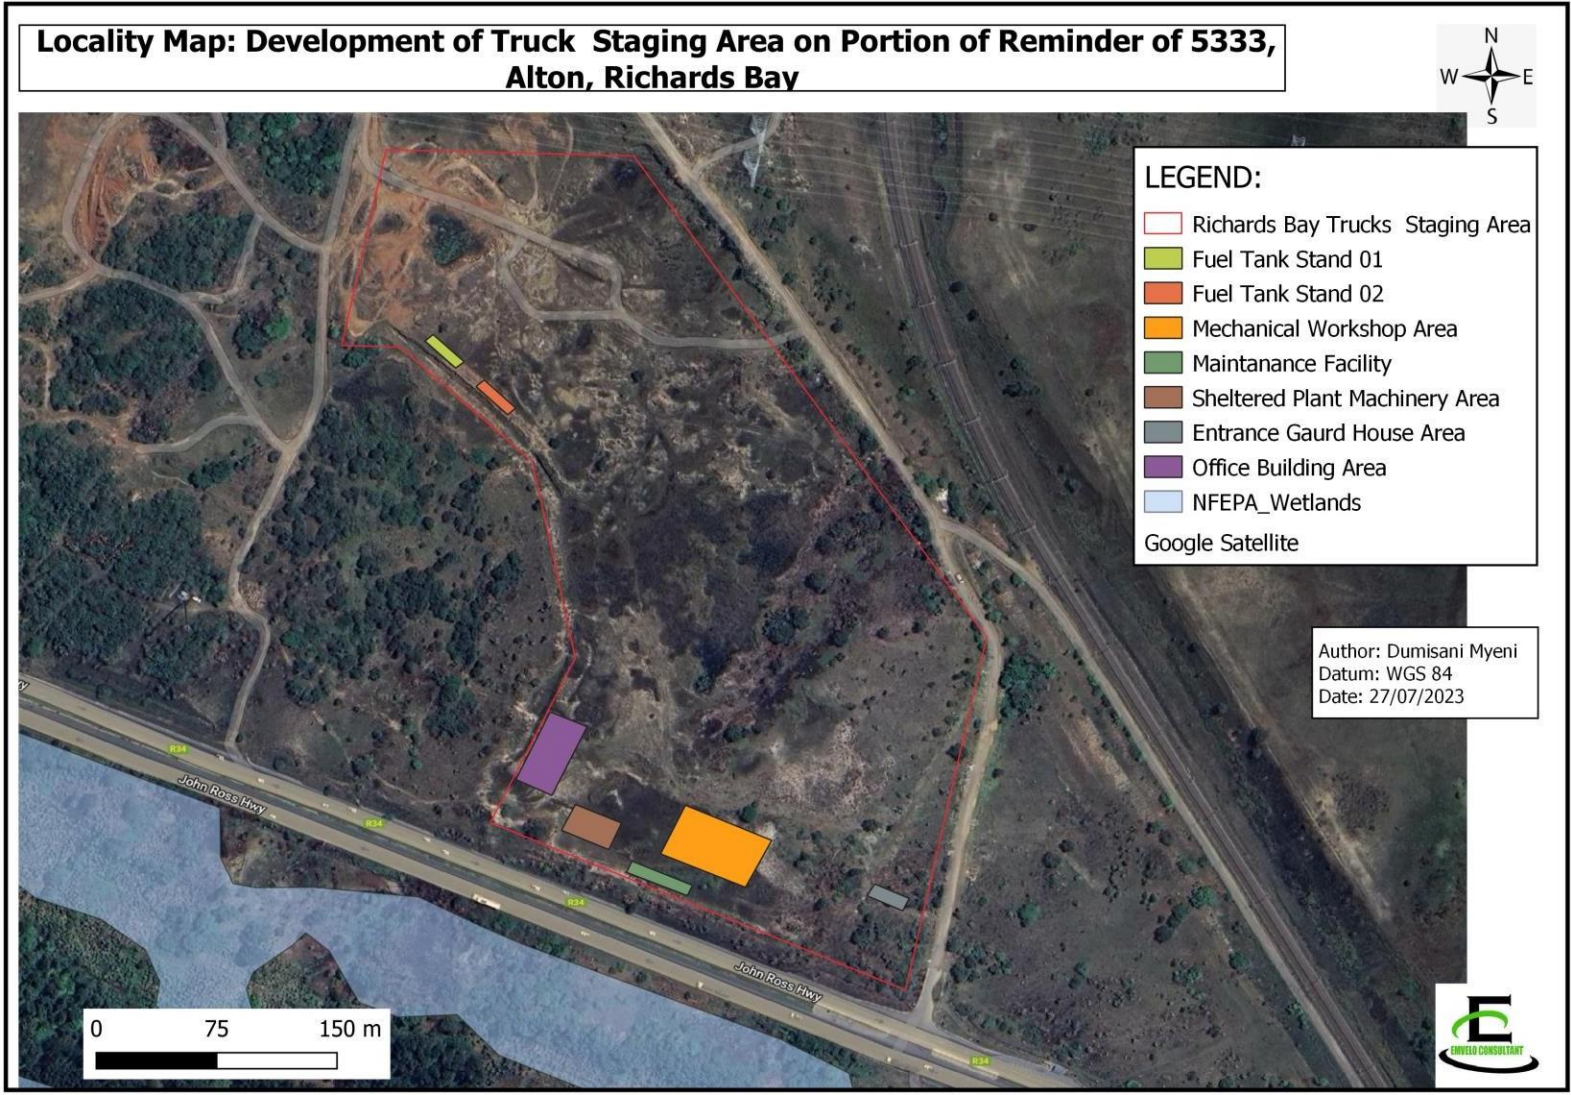 Locality Map: Development of Truck Staging Area on Portion of Reminder of 5333,
Alton, Richards Bay
N
W E
S
LEGEND:
Richards Bay Trucks Staging Area
Fuel Tank Stand 01
Fuel Tank Stand 02
Mechanical Workshop Area
Maintanance Facility
Sheltered Plant Machinery Area
Entrance Gaurd House Area
Office Building Area
NFEPA_Wetlands
Google Satellite
Author: Dumisani Myeni
Datum: WGS 84
Date: 27/07/2023
R34
John Ross Hwy
R34
R34
John Ross Hwy
R34
0 75 150 m
E
EMVELO CONSULTANT